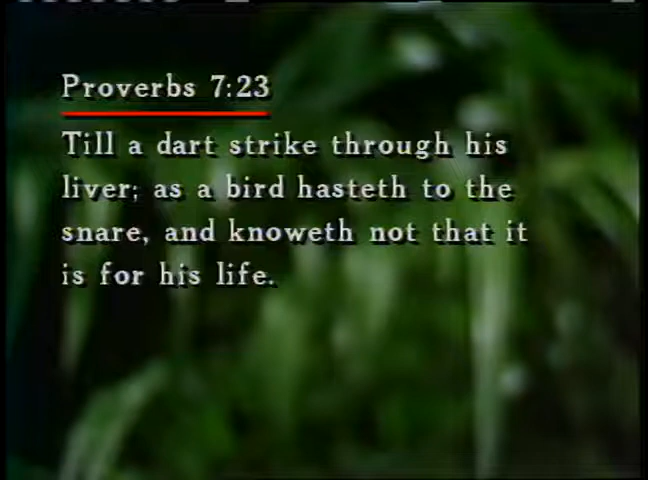 Proverbs 7:23
Till a dart strike through his
liver; as a bird hasteth to the
snare, and knoweth not that it
is for his life.